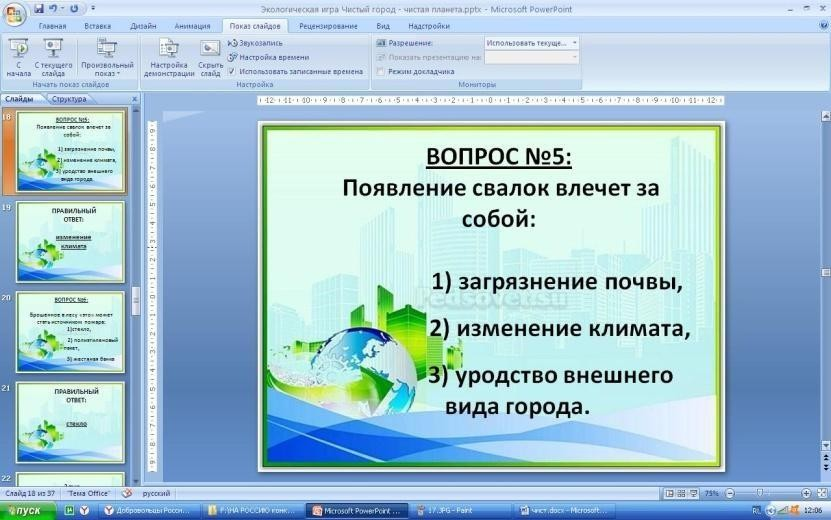 Экологическая игра Чистый город - чистая планета.pptx - Microsoft PowerPoint
Главная Вставка Дизайн Анимация Показ слайдов Рецензирование Вид Надстройки
С начала
С текущего слайда
Произвольный показ
Настройка демонстрации
Скрыть слайд
Звукозапись
Настройка времени
Использовать записанные времена
Разрешение: Использовать текуще...
Показать презентацию на:
Режим докладчика
Начать показ слайдов Настройка Мониторы
Слайды Структура
18
ВОПРОС №5:
Появление свалок влечет за
собой:
1) загрязнение почвы,
2) изменение климата,
3) уродство внешнего
вида города.
19
ПРАВИЛЬНЫЙ
ОТВЕТ:
изменение
климата
20
ВОПРОС №6:
Брошенное в лесу что может
стать источником пожара:
1)стекло,
2) полиэтиленовый
пакет,
3) жестяная банка
21
ПРАВИЛЬНЫЙ
ОТВЕТ:
стекло
22
ВОПРОС №5:
Появление свалок влечет за
собой:
1) загрязнение почвы,
2) изменение климата,
3) уродство внешнего
вида города.
pedsovet.su
Слайд 18 из 37 "Тема Office" русский 75%
пуск Добровольцы Росси... F:\НА РОССИЮ конк... Microsoft PowerPoint ... 17.JPG - Paint чист.docx - Microsoft... RL 12:06